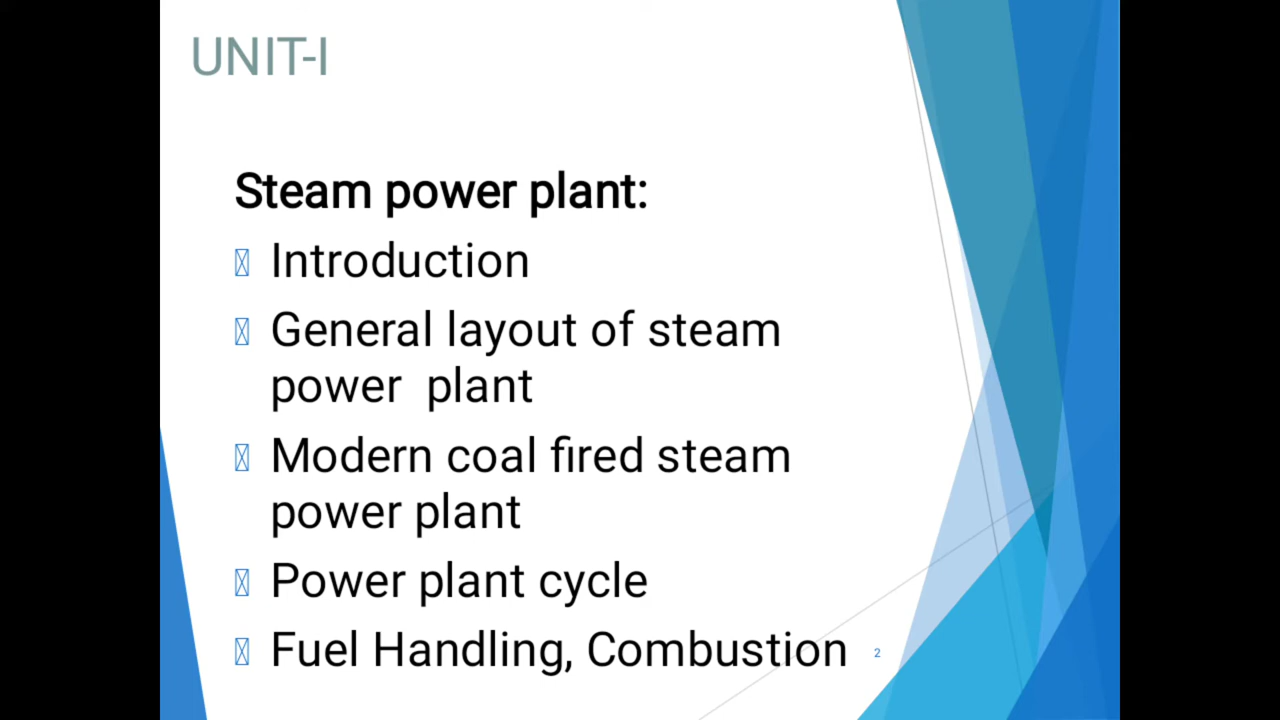 UNIT-I
Steam power plant:
Introduction
General layout of steam
power plant
Modern coal fired steam
power plant
Power plant cycle
Fuel Handling, Combustion
2